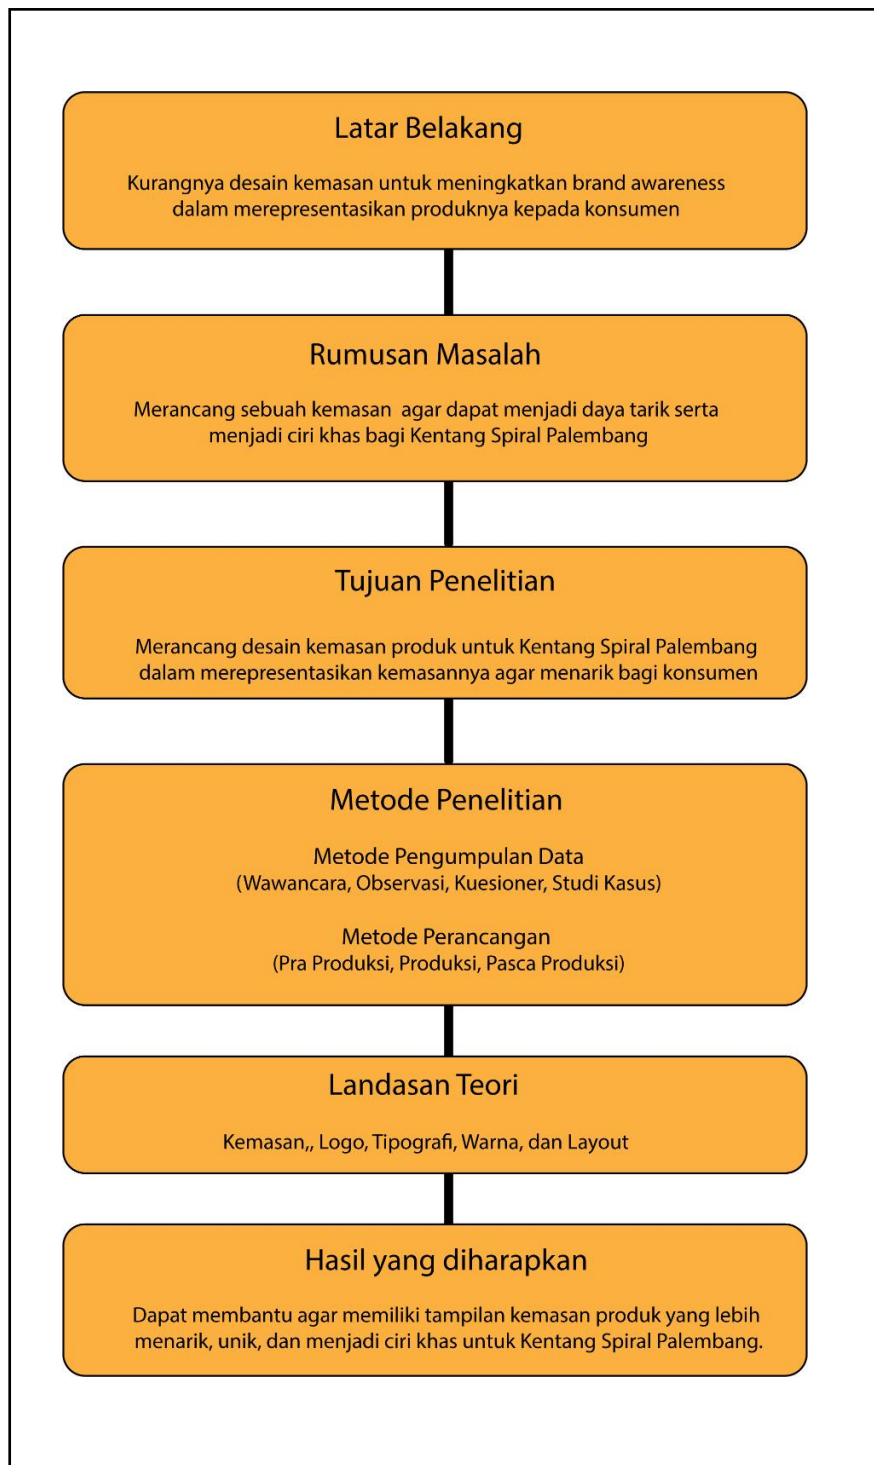 Latar Belakang
Kurangnya desain kemasan untuk meningkatkan brand awareness
dalam merepresentasikan produknya kepada konsumen
Rumusan Masalah
Merancang sebuah kemasan  agar dapat menjadi daya tarik serta
menjadi ciri khas bagi Kentang Spiral Palembang
Tujuan Penelitian
Merancang desain kemasan produk untuk Kentang Spiral Palembang
dalam merepresentasikan kemasannya agar menarik bagi konsumen
Metode Penelitian
Metode Pengumpulan Data
(Wawancara, Observasi, Kuesioner, Studi Kasus)
Metode Perancangan
(Pra Produksi, Produksi, Pasca Produksi)
Landasan Teori
Kemasan,, Logo, Tipografi, Warna, dan Layout
Hasil yang diharapkan
Dapat membantu agar memiliki tampilan kemasan produk yang lebih
menarik, unik, dan menjadi ciri khas untuk Kentang Spiral Palembang.